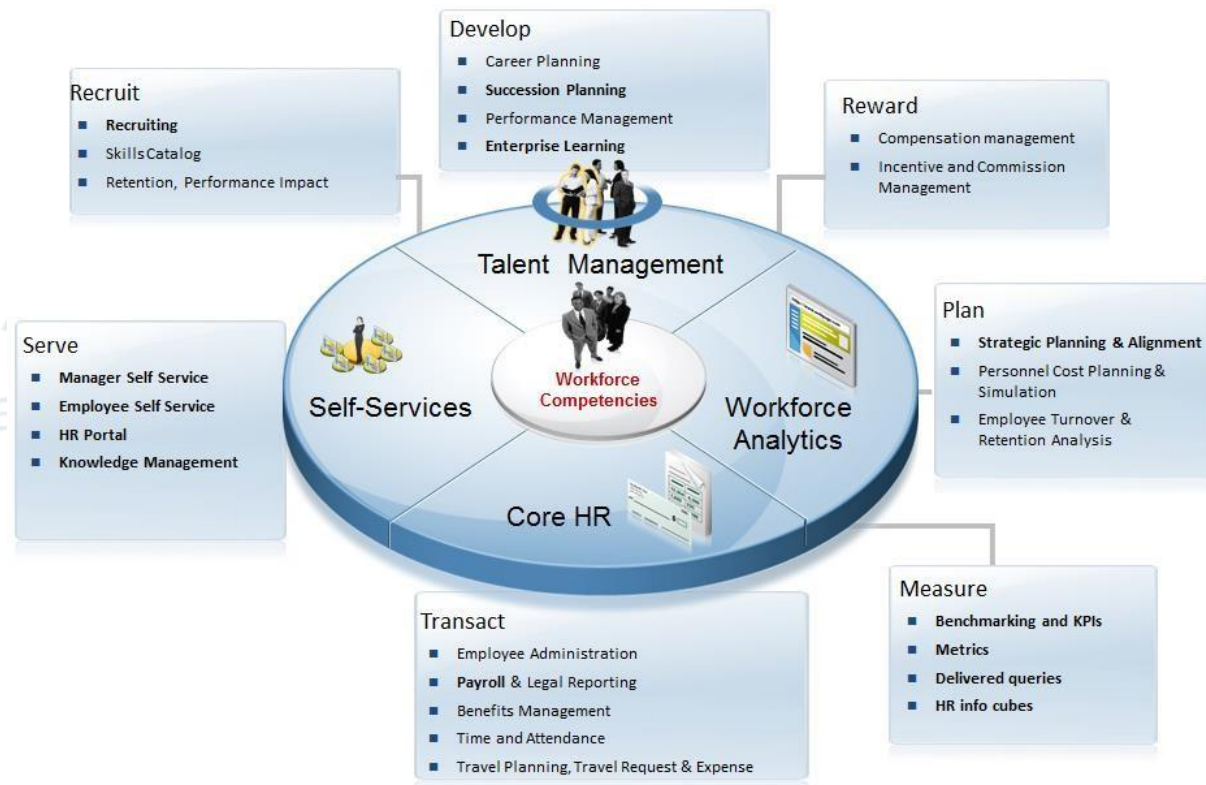 Develop
Career Planning
Succession Planning
Performance Management
Enterprise Learning
Recruit
Recruiting
Skills Catalog
Retention, Performance Impact
Reward
Compensation management
Incentive and Commission
Management
Talent Management
Plan
Strategic Planning & Alignment
Personnel Cost Planning &
Simulation
Employee Turnover &
Retention Analysis
Serve
Manager Self Service
Employee Self Service
HR Portal
Knowledge Management
Self-Services
Workforce
Competencies
Workforce
Analytics
Core HR
Measure
Benchmarking and KPIs
Metrics
Delivered queries
HR info cubes
Transact
Employee Administration
Payroll & Legal Reporting
Benefits Management
Time and Attendance
Travel Planning, Travel Request & Expense